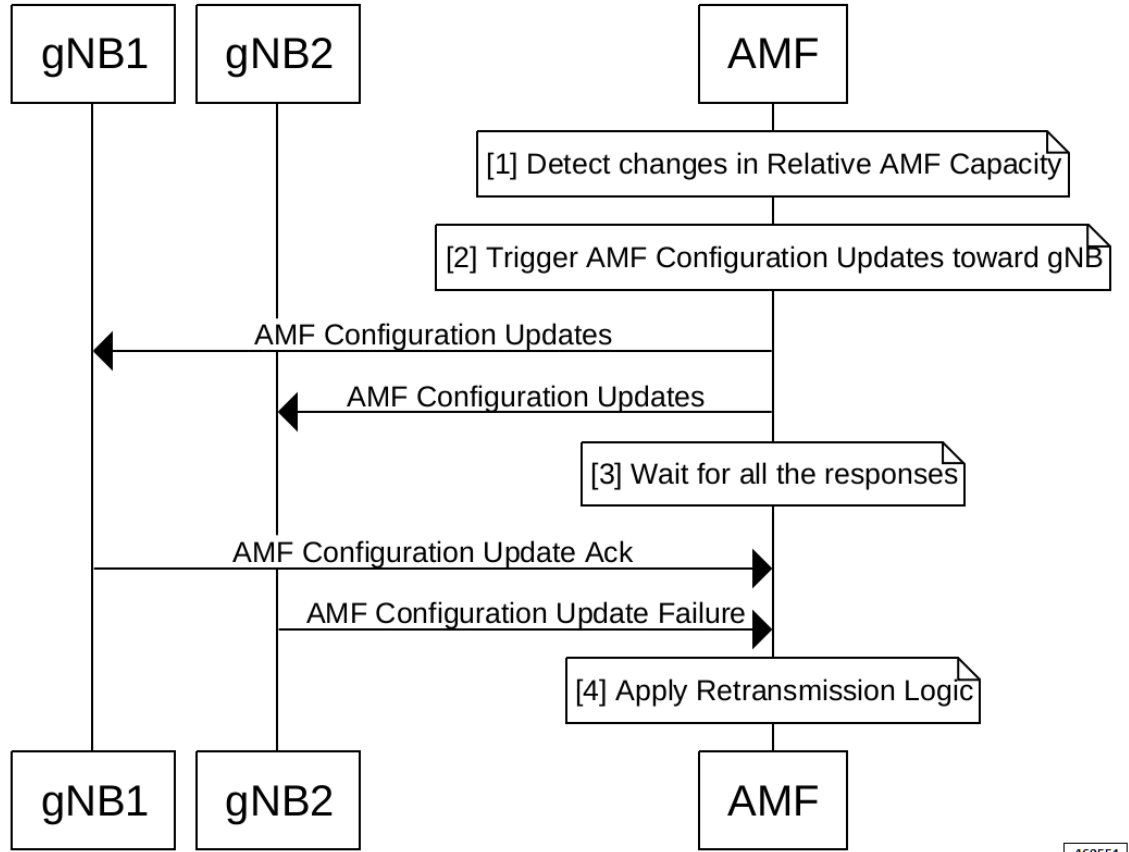 gNB1 gNB2 AMF
[1] Detect changes in Relative AMF Capacity
[2] Trigger AMF Configuration Updates toward gNB
AMF Configuration Updates
AMF Configuration Updates
[3] Wait for all the responses
AMF Configuration Update Ack
AMF Configuration Update Failure
[4] Apply Retransmission Logic
gNB1 gNB2 AMF